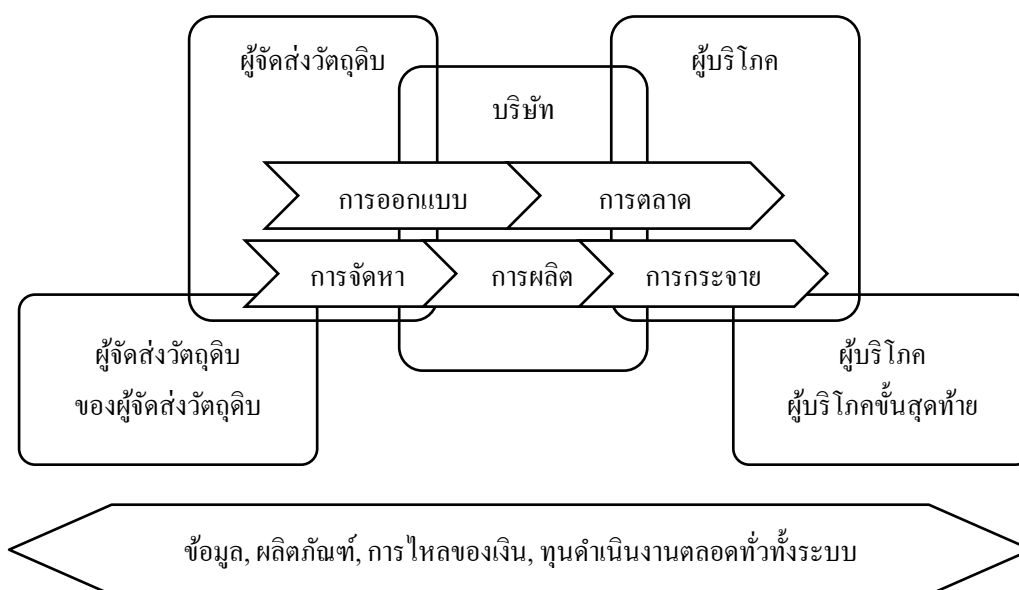 ผู้จัดส่งวัตถุดิบ
ผู้บริโภค
บริษัท
การออกแบบ
การตลาด
การจัดหา
การผลิต
การกระจาย
ผู้จัดส่งวัตถุดิบ
ของผู้จัดส่งวัตถุดิบ
ผู้บริโภค
ผู้บริโภคขั้นสุดท้าย
ข้อมูล, ผลิตภัณฑ์, การไหลของเงิน, ทุนดำเนินงานตลอดทั่วทั้งระบบ